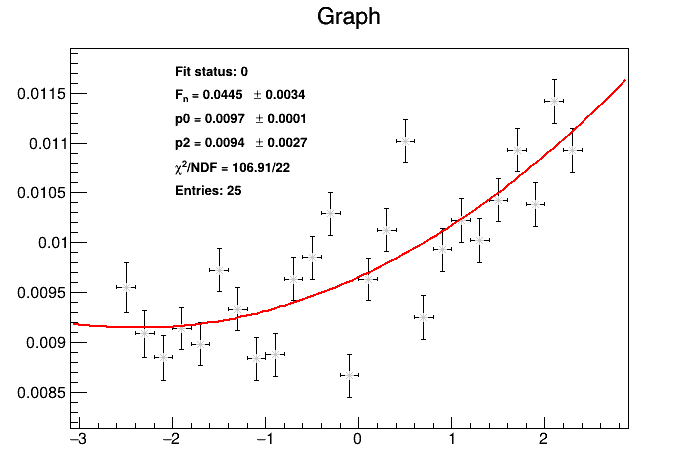 Graph
Fit status: 0
Fn = 0.0445 ± 0.0034
p0 = 0.0097 ± 0.0001
p2 = 0.0094 ± 0.0027
χ²/NDF = 106.91/22
Entries: 25
0.0115
0.011
0.0105
0.01
0.0095
0.009
0.0085
−3 −2 −1 0 1 2